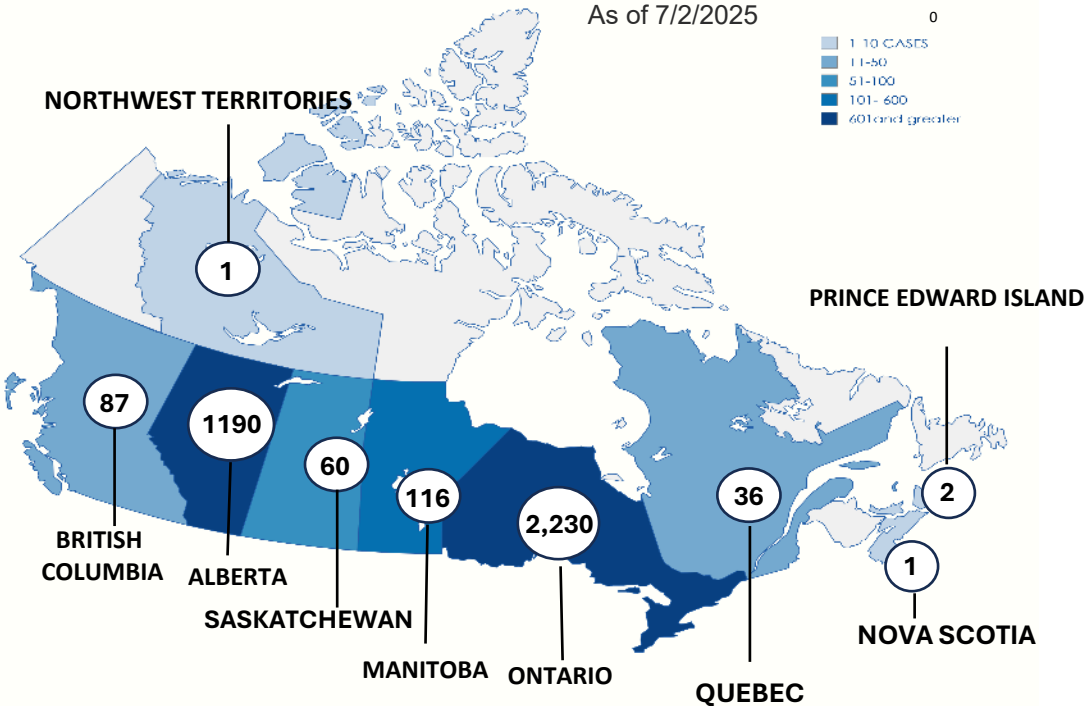 As of 7/2/2025
0
1-10 CASES
11-50
51-100
101- 600
601and greater
NORTHWEST TERRITORIES
1
PRINCE EDWARD ISLAND
87
1190
60
116
2,230
36
2
1
BRITISH
COLUMBIA
ALBERTA
SASKATCHEWAN
MANITOBA
ONTARIO
QUEBEC
NOVA SCOTIA